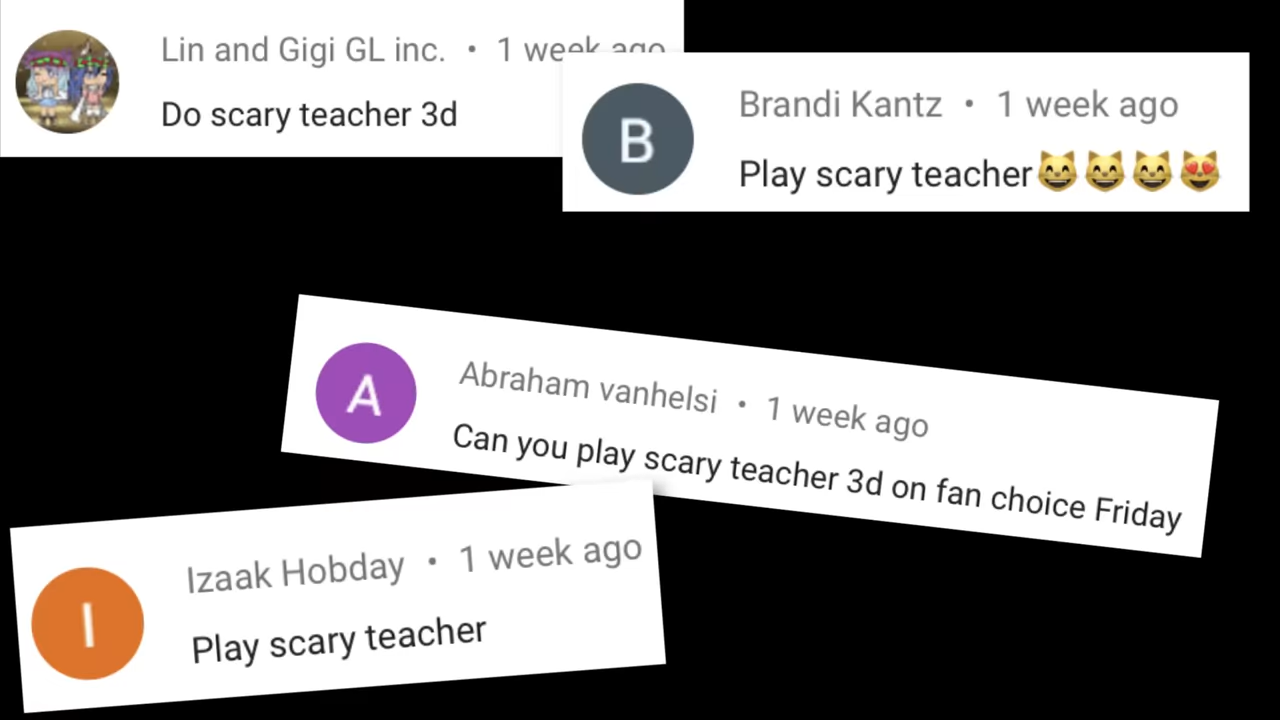 Lin and Gigi GL inc. • 1 week ago
Do scary teacher 3d
B
Brandi Kantz • 1 week ago
Play scary teacher😸😸😸😻
A
Abraham vanhelsi • 1 week ago
Can you play scary teacher 3d on fan choice Friday
I
Izaak Hobday • 1 week ago
Play scary teacher